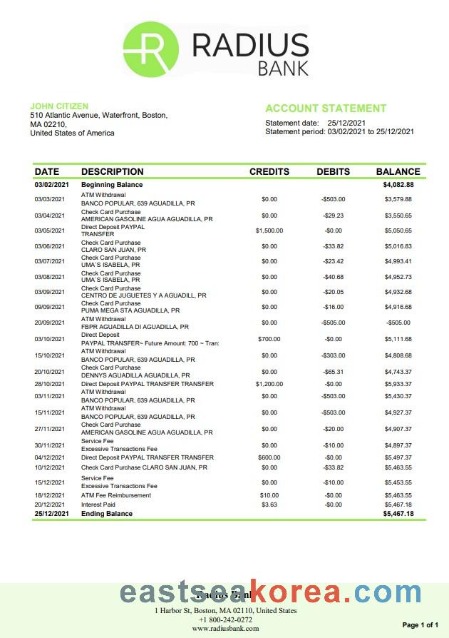 RADIUS
BANK
JOHN CITIZEN
510 Atlantic Avenue, Waterfront, Boston,
MA 02210,
United States of America
ACCOUNT STATEMENT
Statement date: 25/12/2021
Statement period: 03/02/2021 to 25/12/2021
DATE DESCRIPTION CREDITS DEBITS BALANCE
03/02/2021 Beginning Balance $4,082.88
03/03/2021 ATM Withdrawal
BANCO POPULAR, 639 AGUADILLA, PR $0.00 -$503.00 $3,579.88
03/04/2021 Check Card Purchase
AMERICAN GASOLINE AGUA AGUADILLA, PR $0.00 -$29.23 $3,550.65
03/05/2021 Direct Deposit PAYPAL
TRANSFER $1,500.00 -$0.00 $5,050.65
03/06/2021 Check Card Purchase
CLARO SAN JUAN, PR $0.00 -$33.82 $5,016.83
03/07/2021 Check Card Purchase
UMA'S ISABELA, PR $0.00 -$23.42 $4,993.41
03/08/2021 Check Card Purchase
UMA'S ISABELA, PR $0.00 -$40.68 $4,952.73
03/09/2021 Check Card Purchase
CENTRO DE JUGUETES Y A AGUADILL, PR $0.00 -$20.05 $4,932.68
09/09/2021 Check Card Purchase
PUMA MEGA STA AGUADILLA, PR $0.00 -$16.00 $4,916.68
20/09/2021 ATM Withdrawal
FBPR AGUADILLA DI AGUADILLA, PR $0.00 -$505.00 -$505.00
03/10/2021 Direct Deposit
PAYPAL TRANSFER~ Future Amount: 700 ~ Tran: $700.00 -$0.00 $5,111.68
15/10/2021 ATM Withdrawal
BANCO POPULAR, 639 AGUADILLA, PR $0.00 -$303.00 $4,808.68
20/10/2021 Check Card Purchase
DENNYS AGUADILLA AGUADILLA, PR $0.00 -$65.31 $4,743.37
28/10/2021 Direct Deposit PAYPAL TRANSFER TRANSFER $1,200.00 -$0.00 $5,933.37
03/11/2021 ATM Withdrawal
BANCO POPULAR, 639 AGUADILLA, PR $0.00 -$503.00 $5,430.37
15/11/2021 ATM Withdrawal
BANCO POPULAR, 639 AGUADILLA, PR $0.00 -$503.00 $4,927.37
27/11/2021 Check Card Purchase
AMERICAN GASOLINE AGUA AGUADILLA, PR $0.00 -$20.00 $4,907.37
30/11/2021 Service Fee
Excessive Transactions Fee $0.00 -$10.00 $4,897.37
04/12/2021 Direct Deposit PAYPAL TRANSFER TRANSFER $600.00 -$0.00 $5,497.37
10/12/2021 Check Card Purchase CLARO SAN JUAN, PR $0.00 -$33.82 $5,463.55
15/12/2021 Service Fee
Excessive Transactions Fee $0.00 -$10.00 $5,453.55
18/12/2021 ATM Fee Reimbursement $10.00 -$0.00 $5,463.55
20/12/2021 Interest Paid $3.63 -$0.00 $5,467.18
25/12/2021 Ending Balance $5,467.18
eastseakorea.com
Radius Bank
1 Harbor St, Boston, MA 02110, United States
+1 800-242-0272
www.radiusbank.com
Page 1 of 1